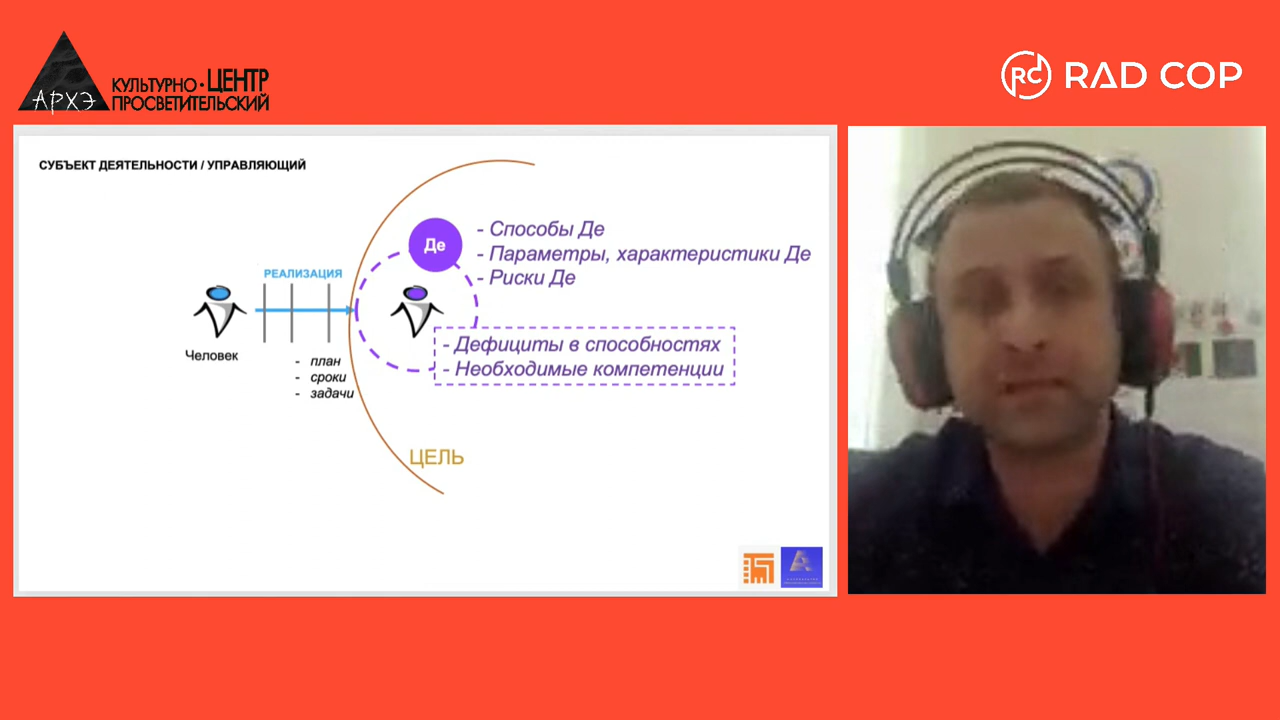 АРХЭ
КУЛЬТУРНО·ЦЕНТР
ПРОСВЕТИТЕЛЬСКИЙ
RC RAD COP
СУБЪЕКТ ДЕЯТЕЛЬНОСТИ / УПРАВЛЯЮЩИЙ
Де
- Способы Де
- Параметры, характеристики Де
- Риски Де
РЕАЛИЗАЦИЯ
Человек
- план
- сроки
- задачи
- Дефициты в способностях
- Необходимые компетенции
ЦЕЛЬ